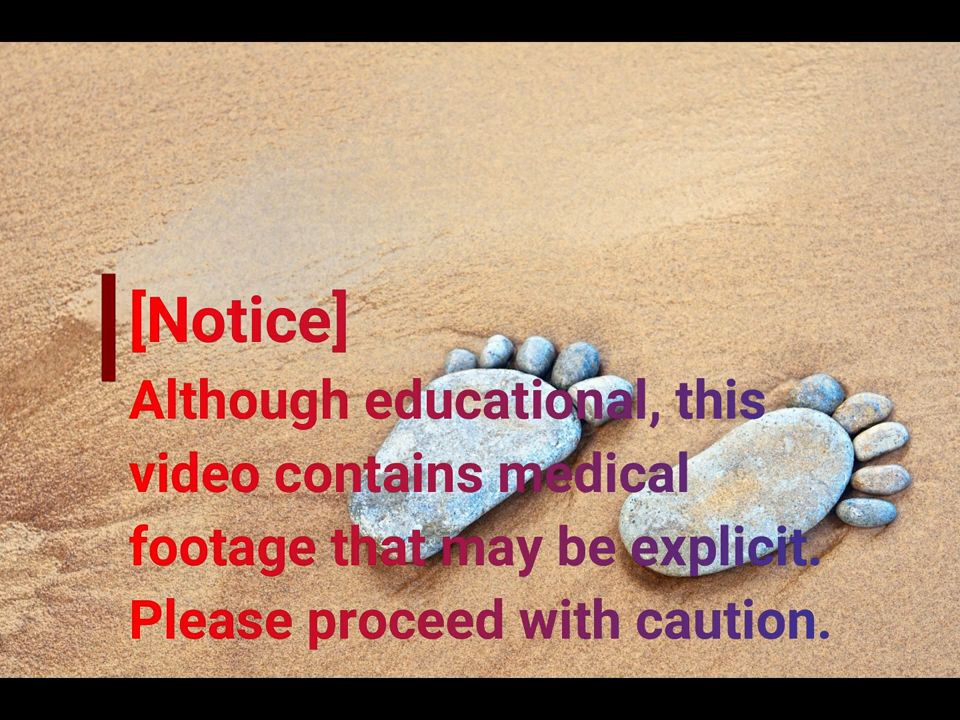 [Notice]
Although educational, this
video contains medical
footage that may be explicit.
Please proceed with caution.